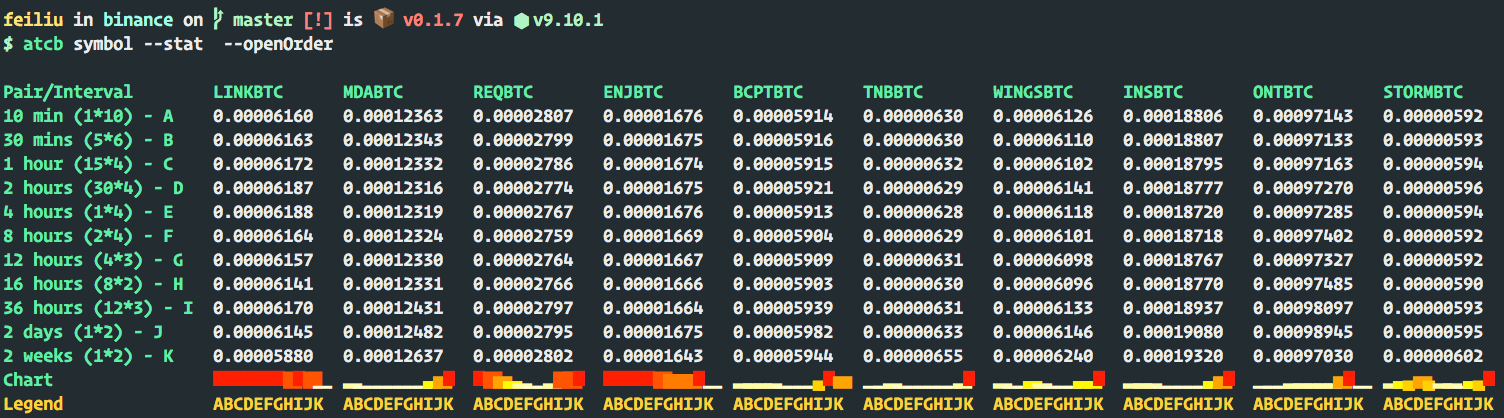 feiliu in binance on master [!] is v0.1.7 via v9.10.1
$ atcb symbol --stat --openOrder
Pair/Interval LINKBTC MDABTC REQBTC ENJBTC BCPTBTC TNBBTC WINGSBTC INSBTC ONTBTC STORMBTC
10 min (1*10) - A 0.00006160 0.00012363 0.00002807 0.00001676 0.00005914 0.00000630 0.00006126 0.00018806 0.00097143 0.00000592
30 mins (5*6) - B 0.00006163 0.00012343 0.00002799 0.00001675 0.00005916 0.00000630 0.00006110 0.00018807 0.00097133 0.00000593
1 hour (15*4) - C 0.00006172 0.00012332 0.00002786 0.00001674 0.00005915 0.00000632 0.00006102 0.00018795 0.00097163 0.00000594
2 hours (30*4) - D 0.00006187 0.00012316 0.00002774 0.00001675 0.00005921 0.00000629 0.00006141 0.00018777 0.00097270 0.00000596
4 hours (1*4) - E 0.00006188 0.00012319 0.00002767 0.00001676 0.00005913 0.00000628 0.00006118 0.00018720 0.00097285 0.00000594
8 hours (2*4) - F 0.00006164 0.00012324 0.00002759 0.00001669 0.00005904 0.00000629 0.00006101 0.00018718 0.00097402 0.00000592
12 hours (4*3) - G 0.00006157 0.00012330 0.00002764 0.00001667 0.00005909 0.00000631 0.00006098 0.00018767 0.00097327 0.00000592
16 hours (8*2) - H 0.00006141 0.00012331 0.00002766 0.00001666 0.00005903 0.00000630 0.00006096 0.00018770 0.00097485 0.00000590
36 hours (12*3) - I 0.00006170 0.00012431 0.00002797 0.00001664 0.00005939 0.00000631 0.00006133 0.00018937 0.00098097 0.00000593
2 days (1*2) - J 0.00006145 0.00012482 0.00002795 0.00001675 0.00005982 0.00000633 0.00006146 0.00019080 0.00098945 0.00000595
2 weeks (1*2) - K 0.00005880 0.00012637 0.00002802 0.00001643 0.00005944 0.00000655 0.00006240 0.00019320 0.00097030 0.00000602
Chart
Legend ABCDEFGHIJK ABCDEFGHIJK ABCDEFGHIJK ABCDEFGHIJK ABCDEFGHIJK ABCDEFGHIJK ABCDEFGHIJK ABCDEFGHIJK ABCDEFGHIJK ABCDEFGHIJK